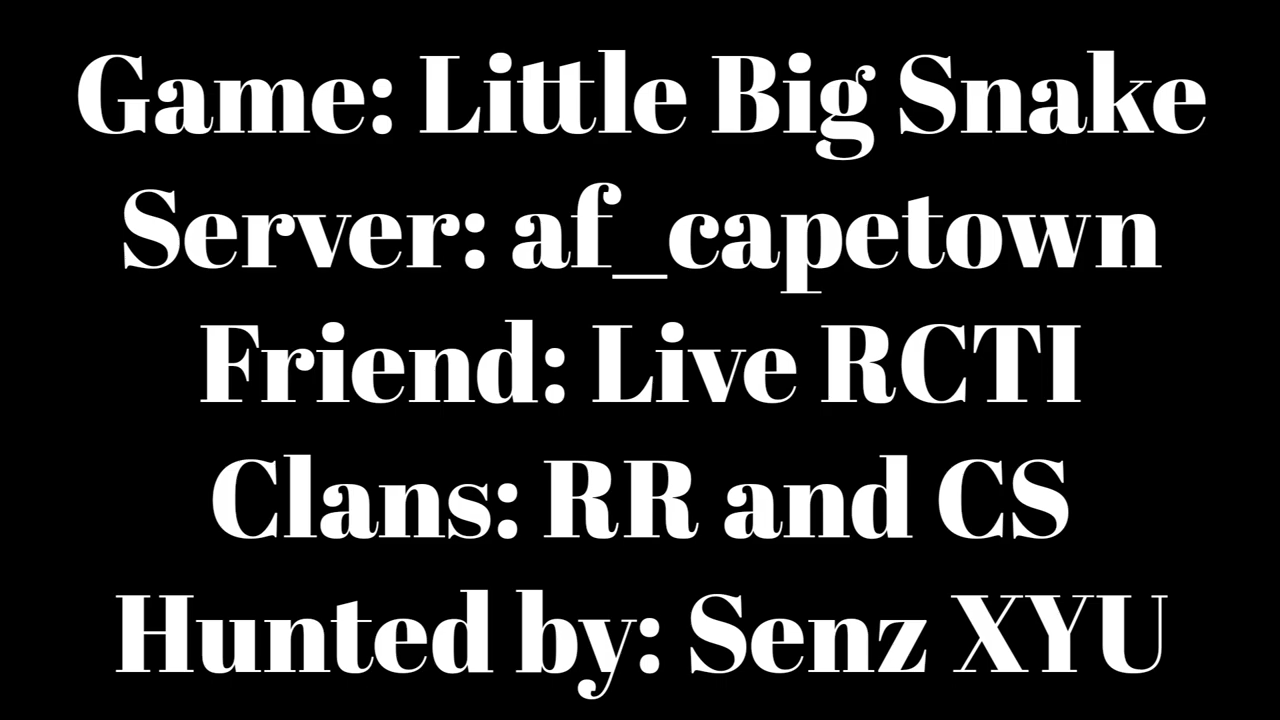 Game: Little Big Snake
Server: af_capetown
Friend: Live RCTI
Clans: RR and CS
Hunted by: Senz XYU